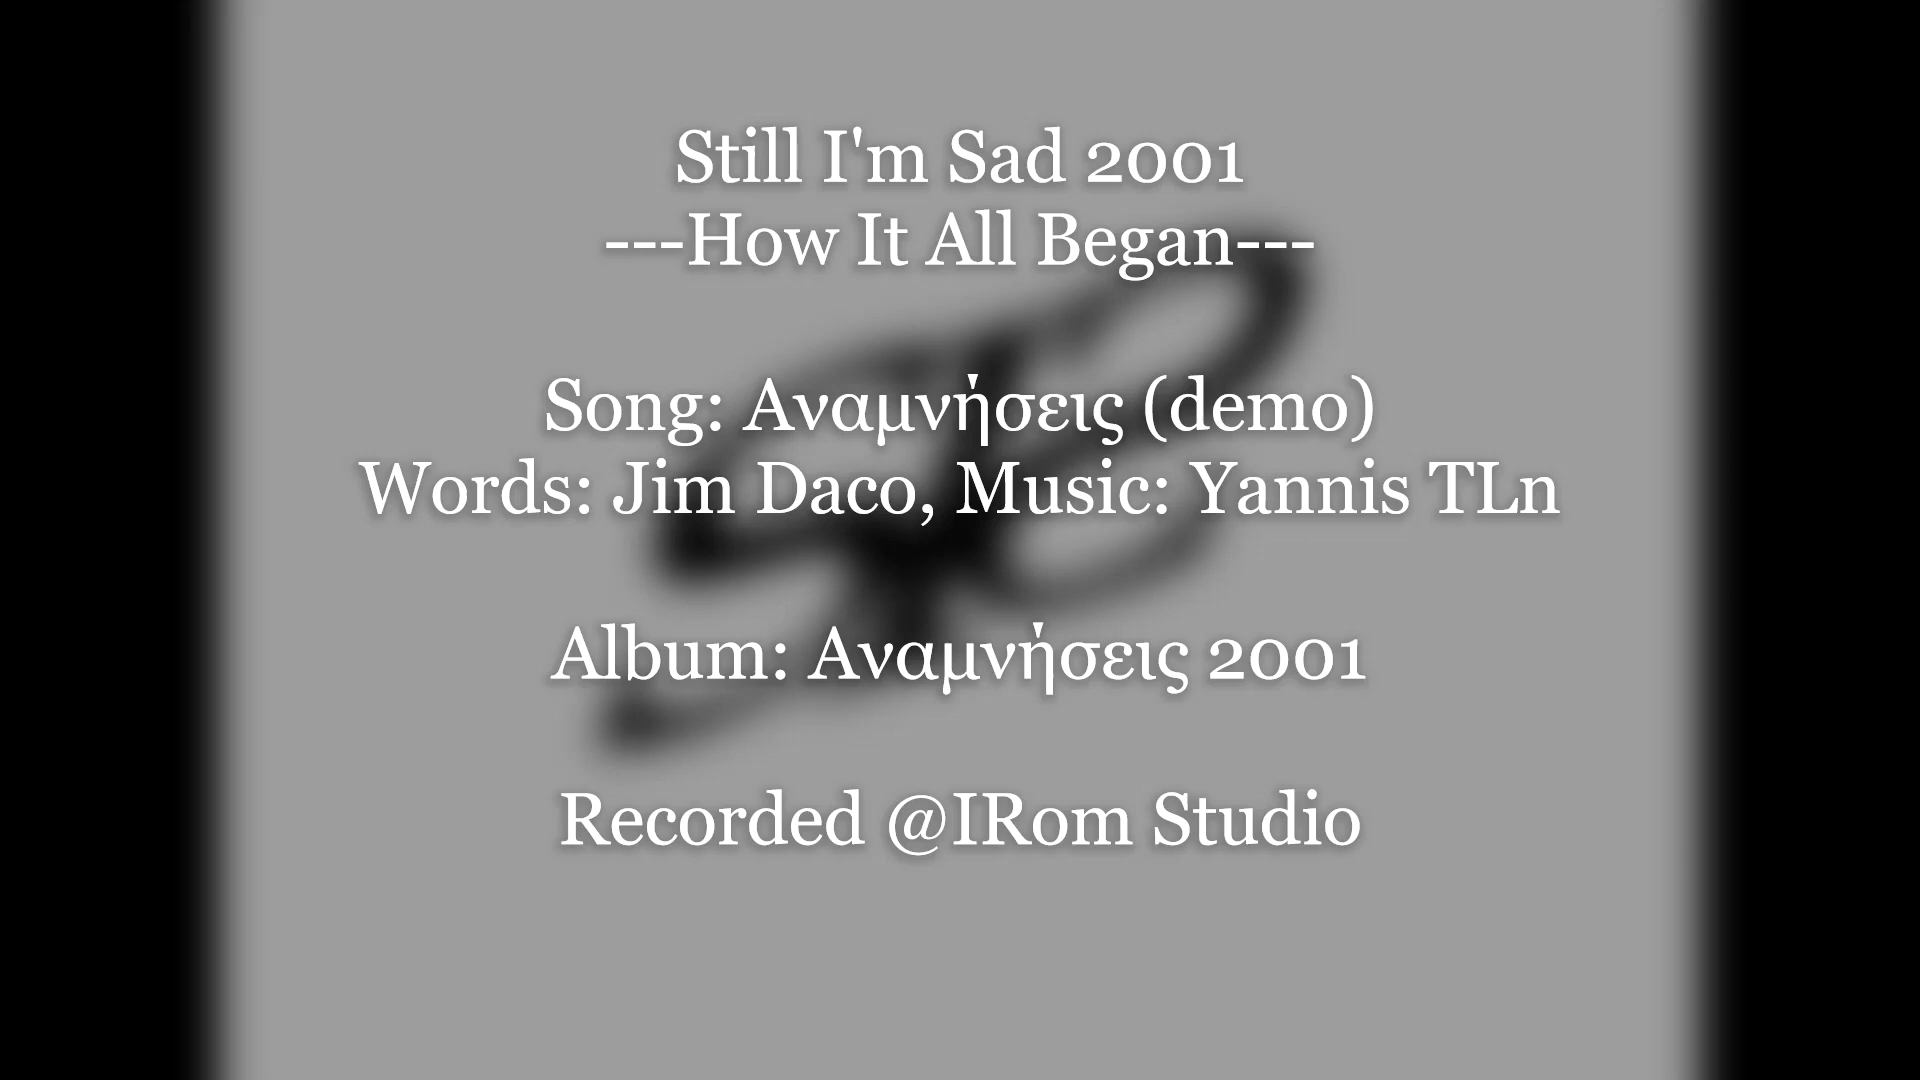 Still I'm Sad 2001
---How It All Began---
Song: Αναμνήσεις (demo)
Words: Jim Daco, Music: Yannis TLn
Album: Αναμνήσεις 2001
Recorded @IRom Studio